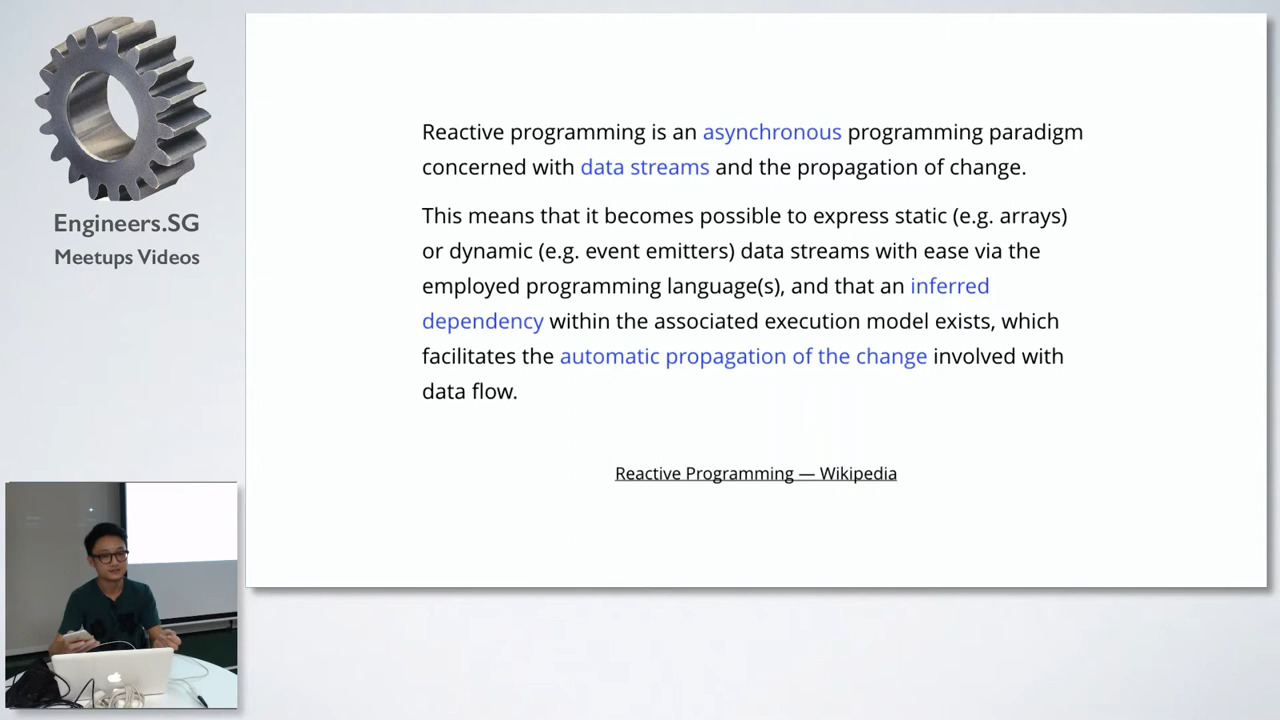 Engineers.SG
Meetups Videos
Reactive programming is an asynchronous programming paradigm
concerned with data streams and the propagation of change.
This means that it becomes possible to express static (e.g. arrays)
or dynamic (e.g. event emitters) data streams with ease via the
employed programming language(s), and that an inferred
dependency within the associated execution model exists, which
facilitates the automatic propagation of the change involved with
data flow.
Reactive Programming — Wikipedia